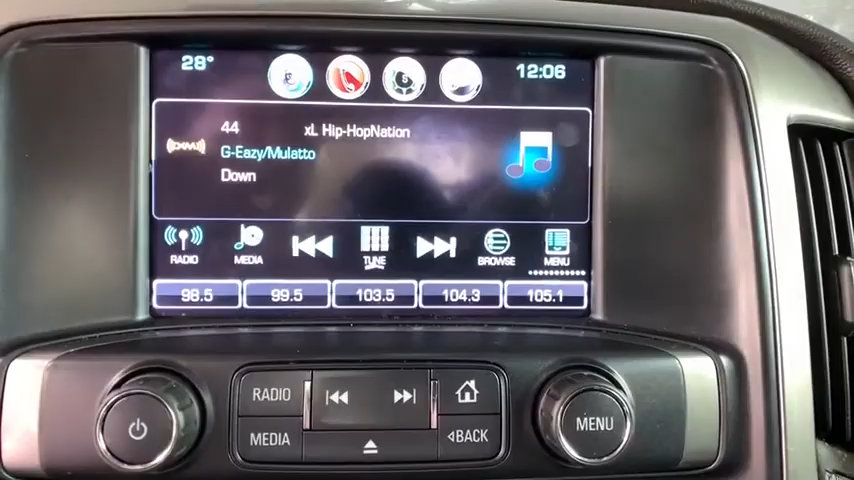 28° 12:06
44 xL Hip-HopNation
((XM))
G-Eazy/Mulatto
Down
RADIO MEDIA TUNE BROWSE MENU
98.5 99.5 103.5 104.3 105.1
RADIO
MENU
MEDIA BACK